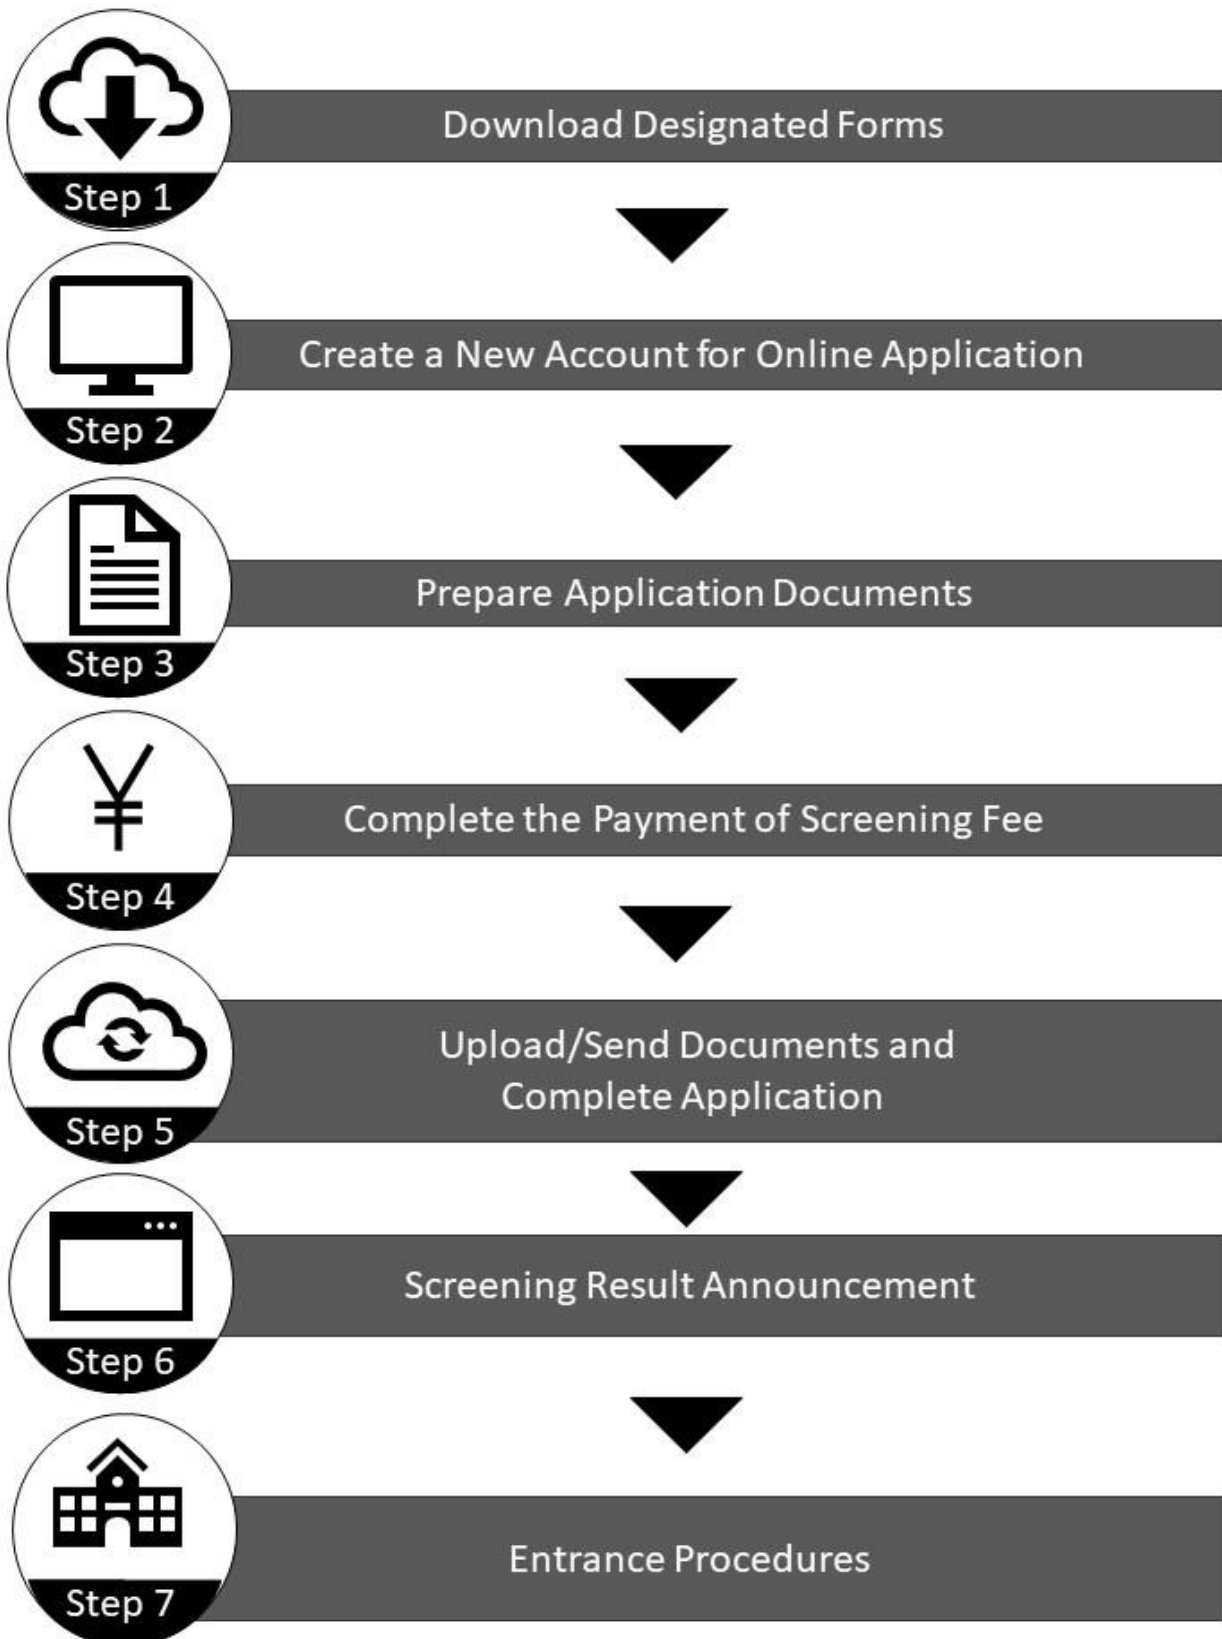 Step 1
Download Designated Forms
Step 2
Create a New Account for Online Application
Step 3
Prepare Application Documents
¥
Step 4
Complete the Payment of Screening Fee
Step 5
Upload/Send Documents and
Complete Application
Step 6
Screening Result Announcement
Step 7
Entrance Procedures